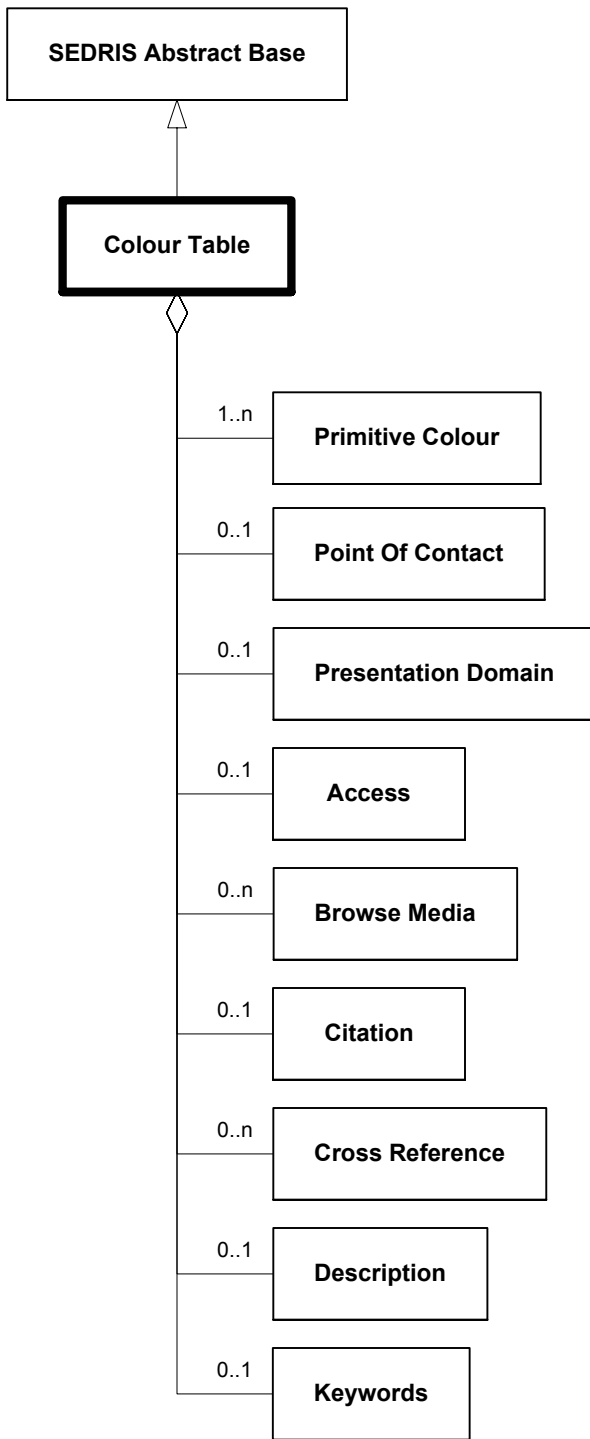 SEDRIS Abstract Base
Colour Table
1..n
Primitive Colour
0..1
Point Of Contact
0..1
Presentation Domain
0..1
Access
0..n
Browse Media
0..1
Citation
0..n
Cross Reference
0..1
Description
0..1
Keywords